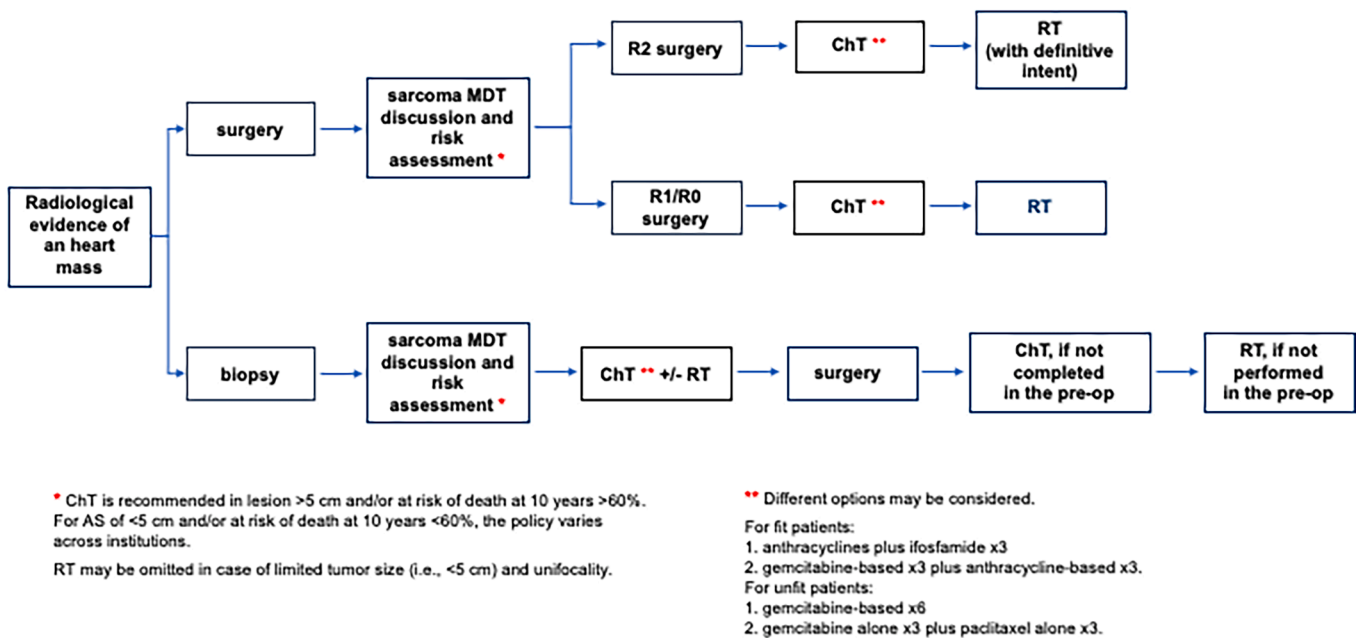 Radiological
evidence of
an heart
mass
surgery
sarcoma MDT
discussion and
risk
assessment *
R2 surgery
ChT **
RT
(with definitive
intent)
R1/R0
surgery
ChT **
RT
biopsy
sarcoma MDT
discussion and
risk
assessment *
ChT ** +/- RT
surgery
ChT, if not
completed
in the pre-op
RT, if not
performed
in the pre-op
* ChT is recommended in lesion >5 cm and/or at risk of death at 10 years >60%.
For AS of <5 cm and/or at risk of death at 10 years <60%, the policy varies
across institutions.
RT may be omitted in case of limited tumor size (i.e., <5 cm) and unifocality.
** Different options may be considered.
For fit patients:
1. anthracyclines plus ifosfamide x3
2. gemcitabine-based x3 plus anthracycline-based x3.
For unfit patients:
1. gemcitabine-based x6
2. gemcitabine alone x3 plus paclitaxel alone x3.